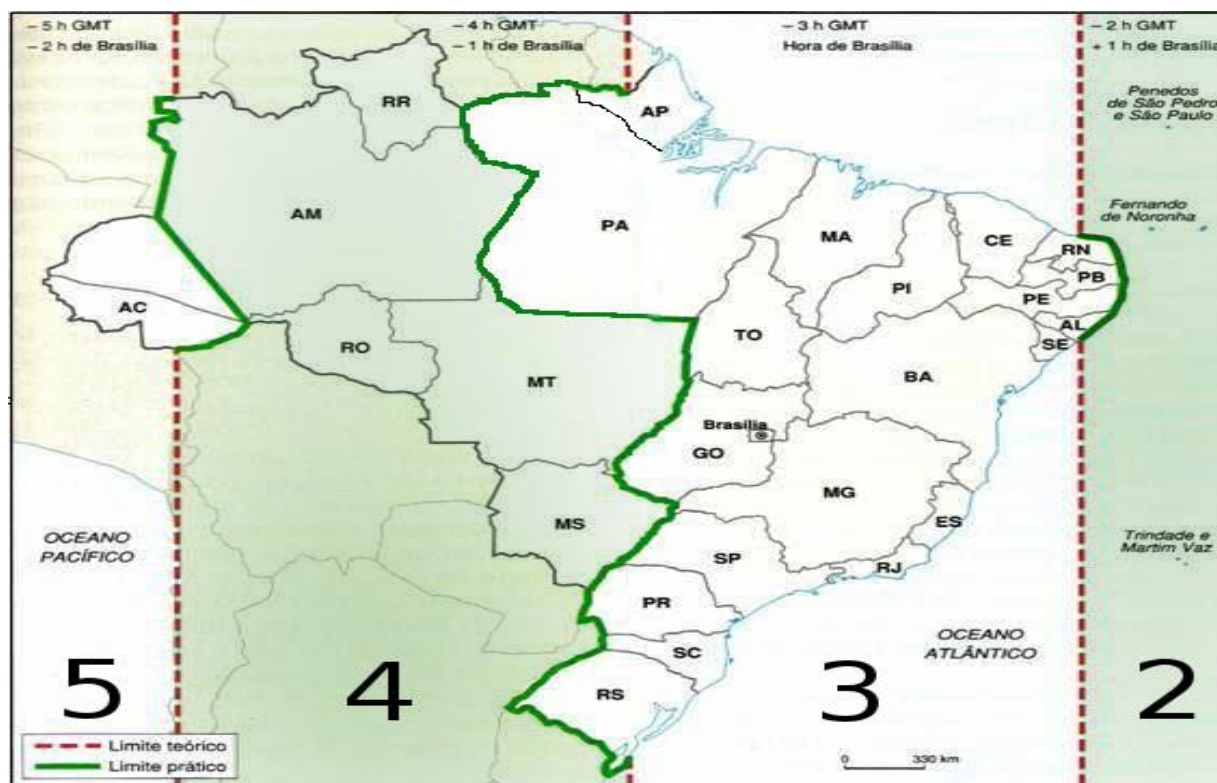 – 5 h GMT
– 2 h de Brasília
– 4 h GMT
– 1 h de Brasília
– 3 h GMT
Hora de Brasília
– 2 h GMT
+ 1 h de Brasília
Penedos
de São Pedro
e São Paulo
RR
AP
Fernando
de Noronha
AM
PA
MA
CE
RN
PB
PI
PE
AC
AL
SE
TO
RO
MT
BA
Brasília
GO
MG
ES
MS
OCEANO
PACÍFICO
SP
RJ
Trindade e
Martim Vaz
PR
OCEANO
ATLÂNTICO
SC
RS
5
4
3
2
Limite teórico
Limite prático
0 330 km